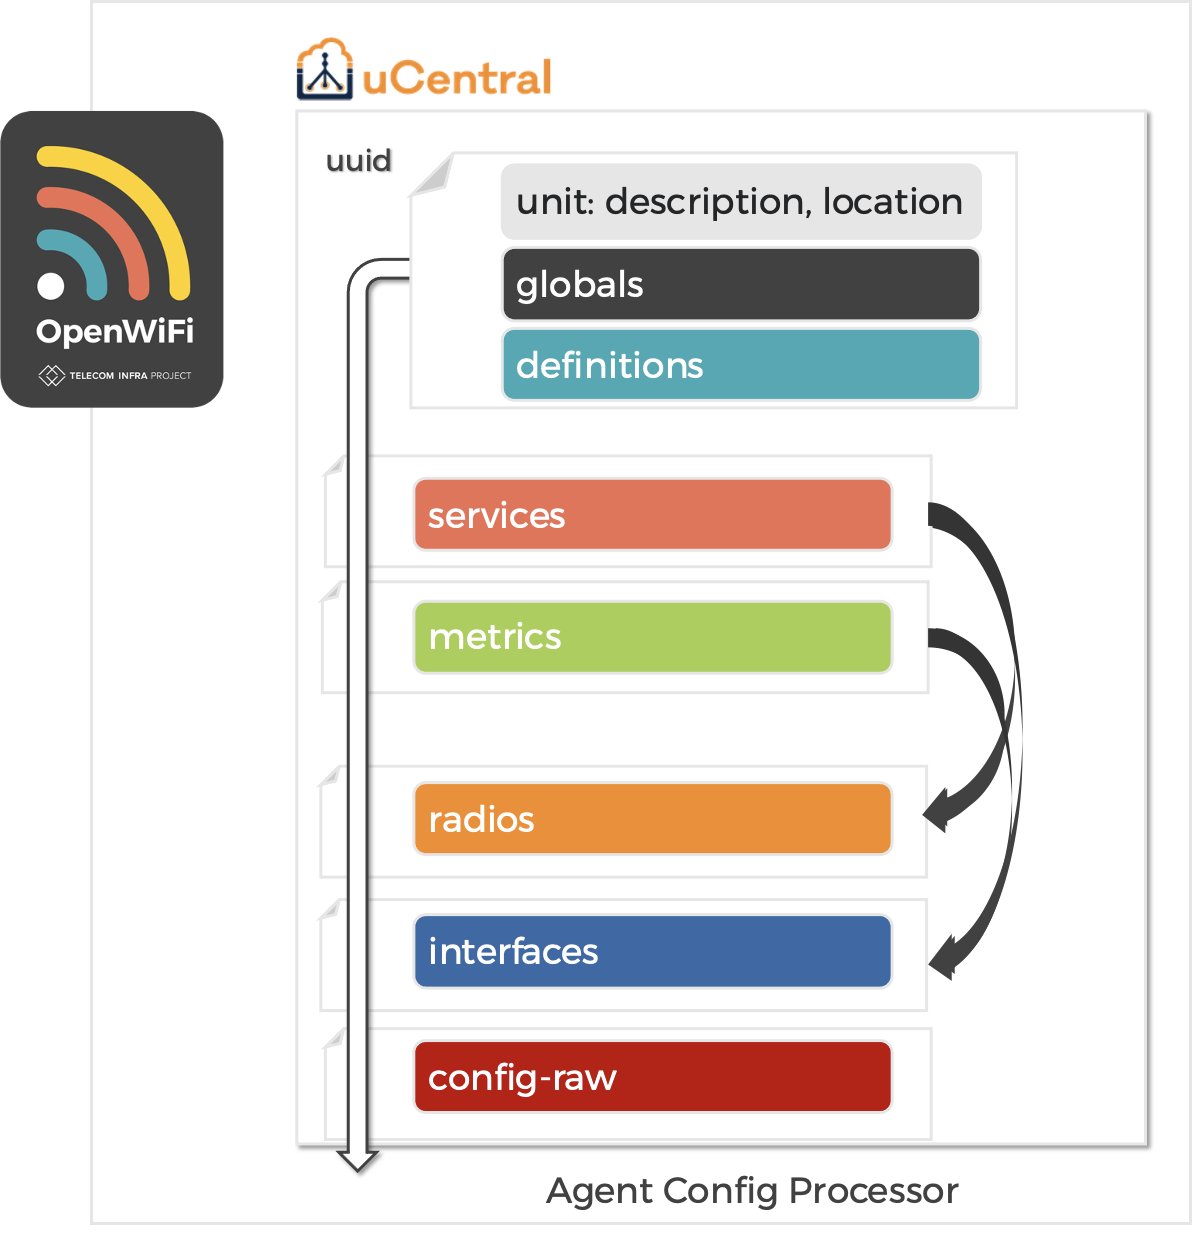 uCentral
uuid
unit: description, location
globals
definitions
OpenWiFi
TELECOM INFRA PROJECT
services
metrics
radios
interfaces
config-raw
Agent Config Processor